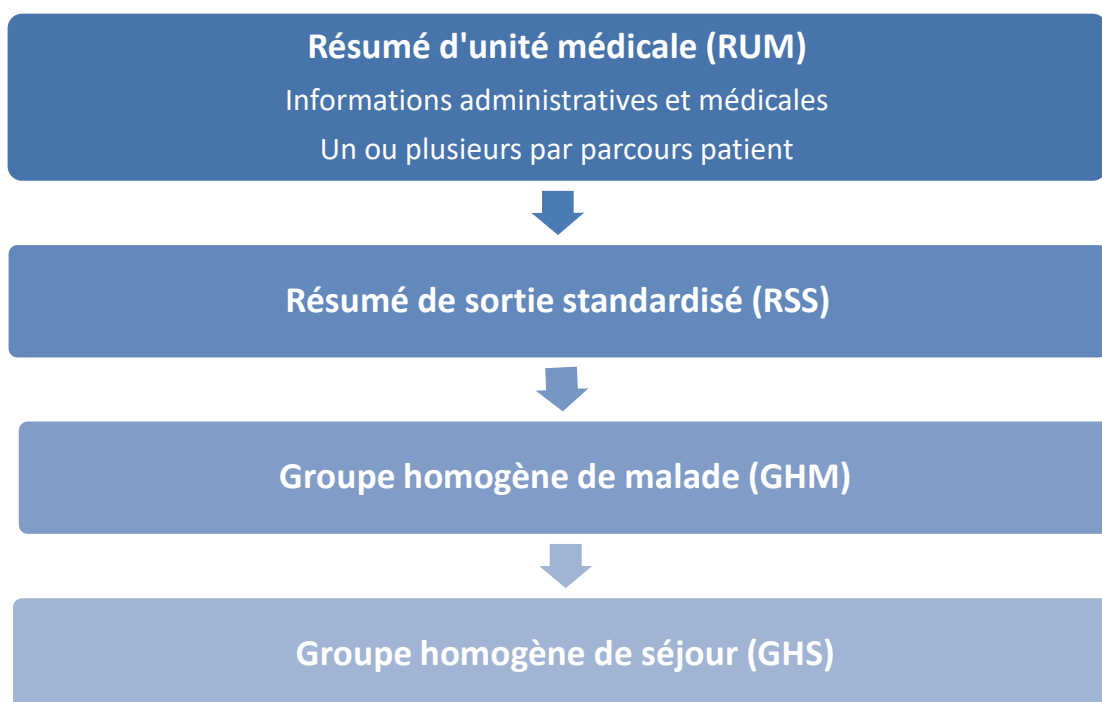 Résumé d'unité médicale (RUM)
Informations administratives et médicales
Un ou plusieurs par parcours patient
Résumé de sortie standardisé (RSS)
Groupe homogène de malade (GHM)
Groupe homogène de séjour (GHS)